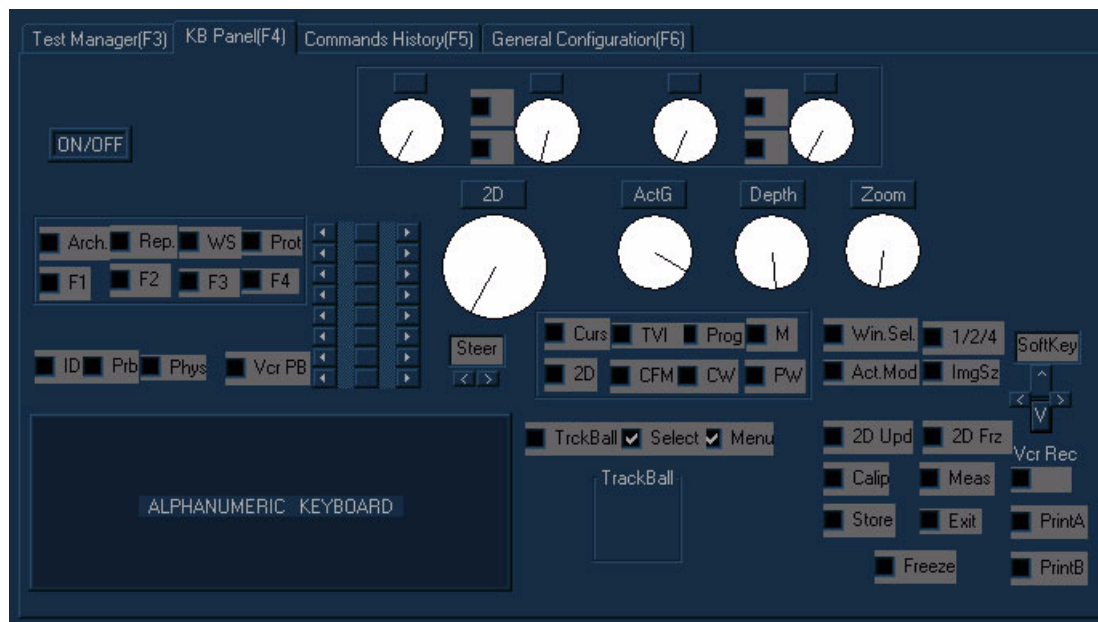 Test Manager(F3) KB Panel(F4) Commands History(F5) General Configuration(F6)
ON/OFF
2D ActG Depth Zoom
Arch. Rep. WS Prot
F1 F2 F3 F4
Steer
Curs TVI Prog M
2D CFM CW PW
Win.Sel. 1/2/4
Act.Mod ImgSz
SoftKey
V
ID Prb Phys Vcr PB
TrckBall Select Menu
TrackBall
ALPHANUMERIC KEYBOARD
2D Upd 2D Frz
Vcr Rec
Calip Meas
Store Exit PrintA
Freeze PrintB